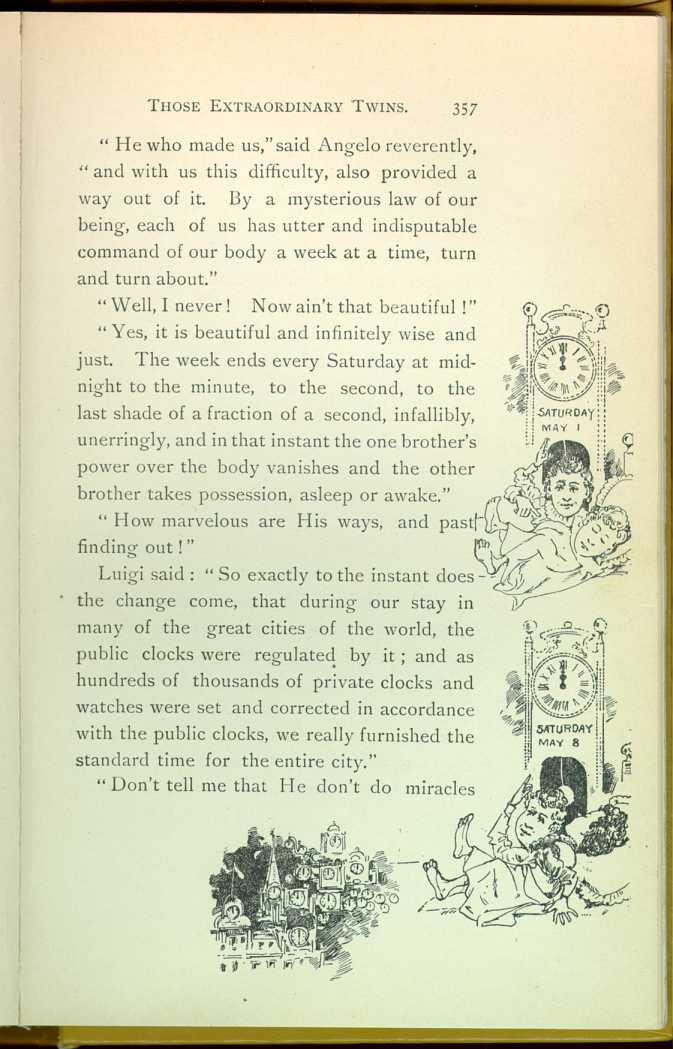 THOSE EXTRAORDINARY TWINS. 357
“ He who made us,” said Angelo reverently,
“ and with us this difficulty, also provided a
way out of it. By a mysterious law of our
being, each of us has utter and indisputable
command of our body a week at a time, turn
and turn about.”
“ Well, I never ! Now ain't that beautiful !”
“ Yes, it is beautiful and infinitely wise and
just. The week ends every Saturday at mid-
night to the minute, to the second, to the
last shade of a fraction of a second, infallibly,
unerringly, and in that instant the one brother's
power over the body vanishes and the other
brother takes possession, asleep or awake.”
“ How marvelous are His ways, and past
finding out ! ”
Luigi said : “ So exactly to the instant does
the change come, that during our stay in
many of the great cities of the world, the
public clocks were regulated by it ; and as
hundreds of thousands of private clocks and
watches were set and corrected in accordance
with the public clocks, we really furnished the
standard time for the entire city.”
“ Don't tell me that He don't do miracles
SATURDAY
MAY 1
SATURDAY
MAY 8